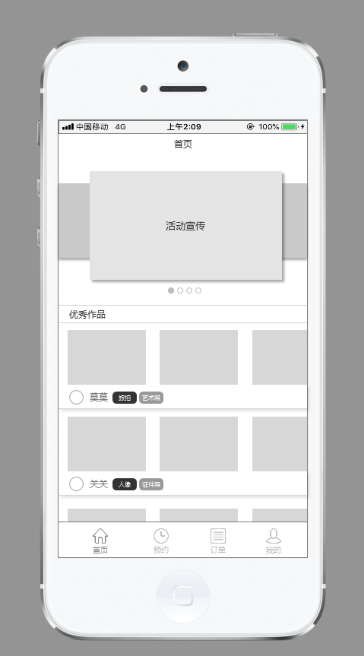 中国移动 4G 上午2:09 100%
首页
活动宣传
优秀作品
莫莫 旅拍 艺术照
关关 人像 证件照
首页 预约 订单 我的